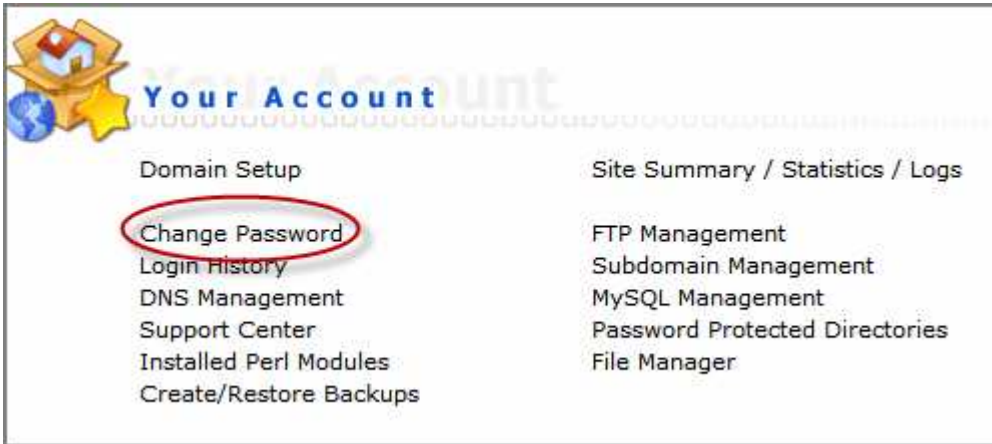 Your Account
Domain Setup
Change Password
Login History
DNS Management
Support Center
Installed Perl Modules
Create/Restore Backups
Site Summary / Statistics / Logs
FTP Management
Subdomain Management
MySQL Management
Password Protected Directories
File Manager